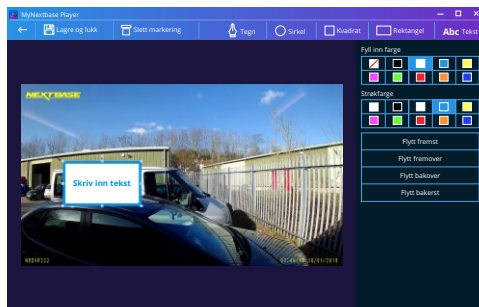 MyNextbase Player
Lagre og lukk
Slett markering
Tegn
Sirkel
Kvadrat
Rektangel
Abc Tekst
Fyll inn farge
Strøkfarge
Flytt fremst
Flytt fremover
Flytt bakover
Flytt bakerst
NEXTBASE
Skriv inn tekst